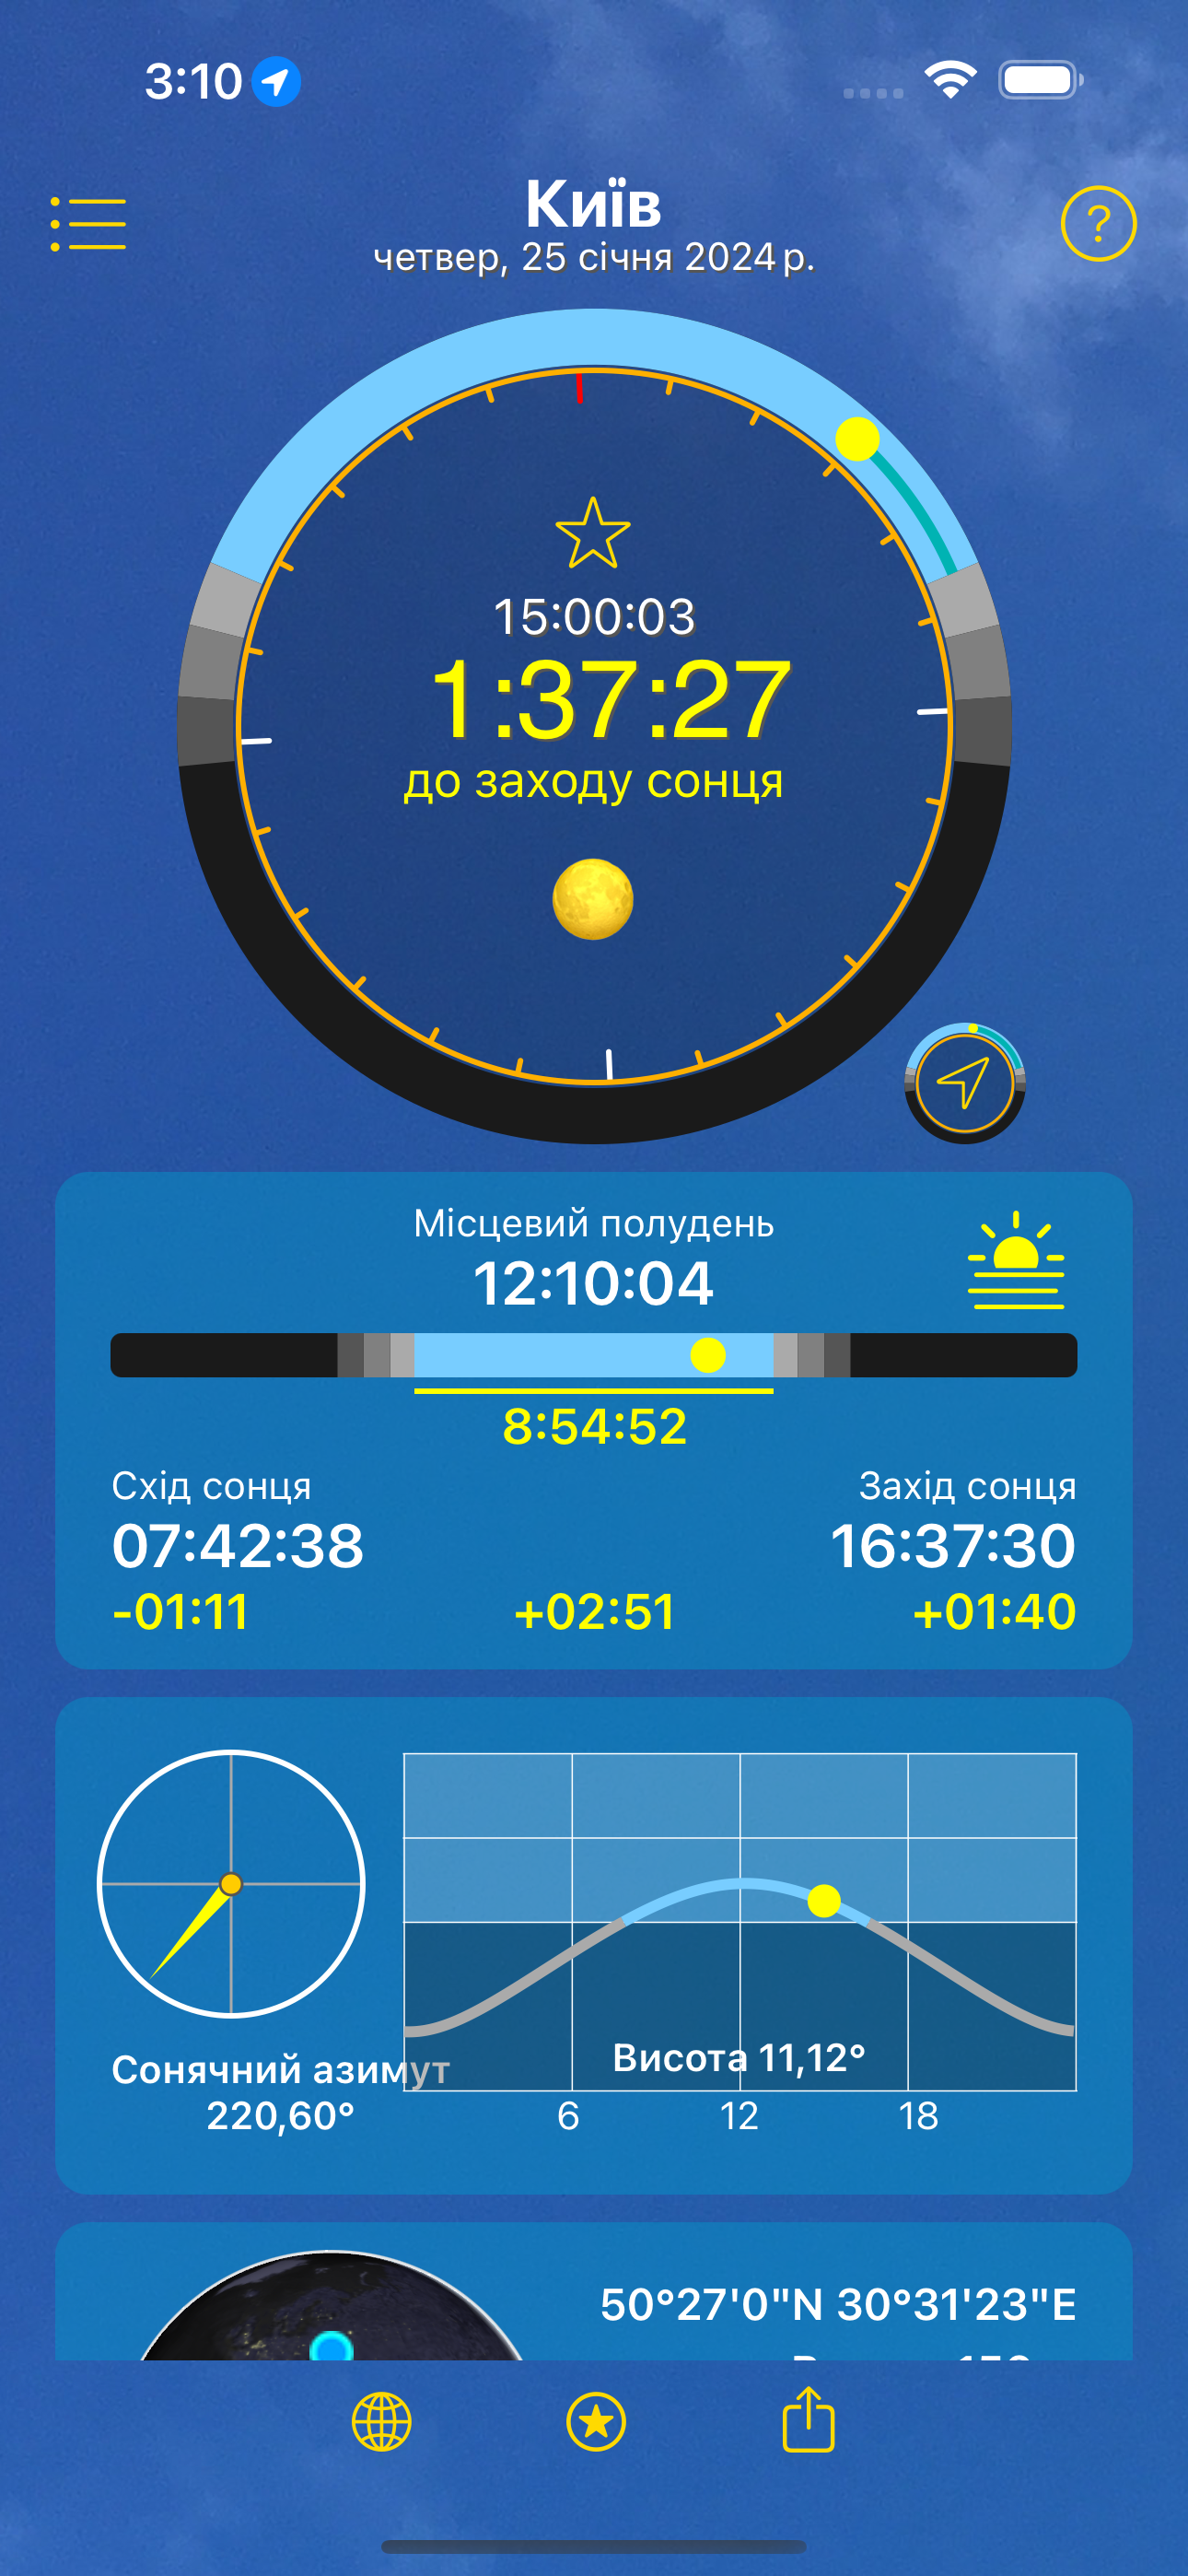 3:10
Київ
?
четвер, 25 січня 2024 р.
15:00:03
1:37:27
до заходу сонця
Місцевий полудень
12:10:04
8:54:52
Схід сонця Захід сонця
07:42:38 16:37:30
-01:11 +02:51 +01:40
Висота 11,12°
Сонячний азимут
220,60°
6 12 18
50°27'0"N 30°31'23"E